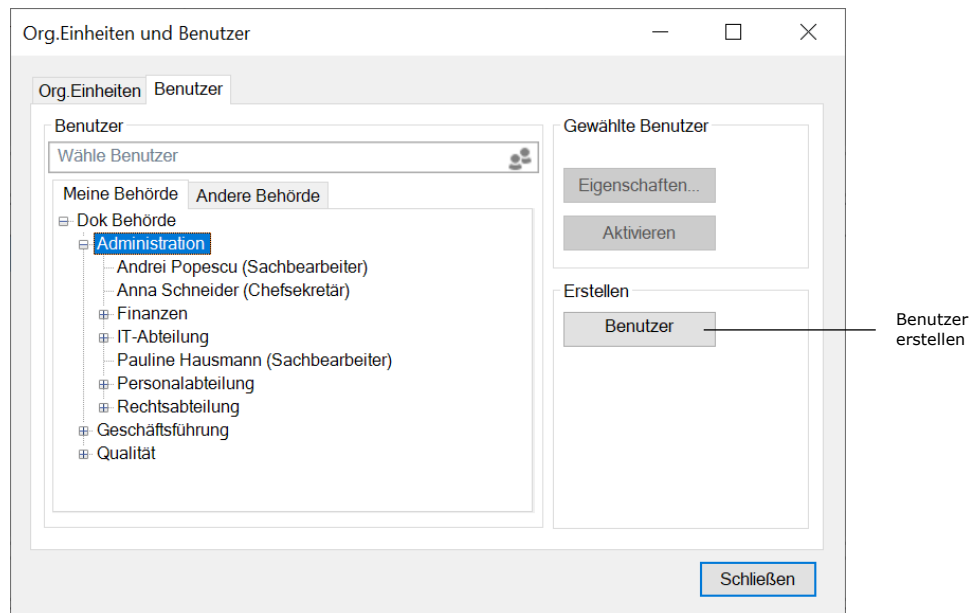 Org.Einheiten und Benutzer
Org.Einheiten
Benutzer
Benutzer
Wähle Benutzer
Meine Behörde
Andere Behörde
Dok Behörde
Administration
Andrei Popescu (Sachbearbeiter)
Anna Schneider (Chefsekretär)
Finanzen
IT-Abteilung
Pauline Hausmann (Sachbearbeiter)
Personalabteilung
Rechtsabteilung
Geschäftsführung
Qualität
Gewählte Benutzer
Eigenschaften...
Aktivieren
Erstellen
Benutzer
Benutzer
erstellen
Schließen